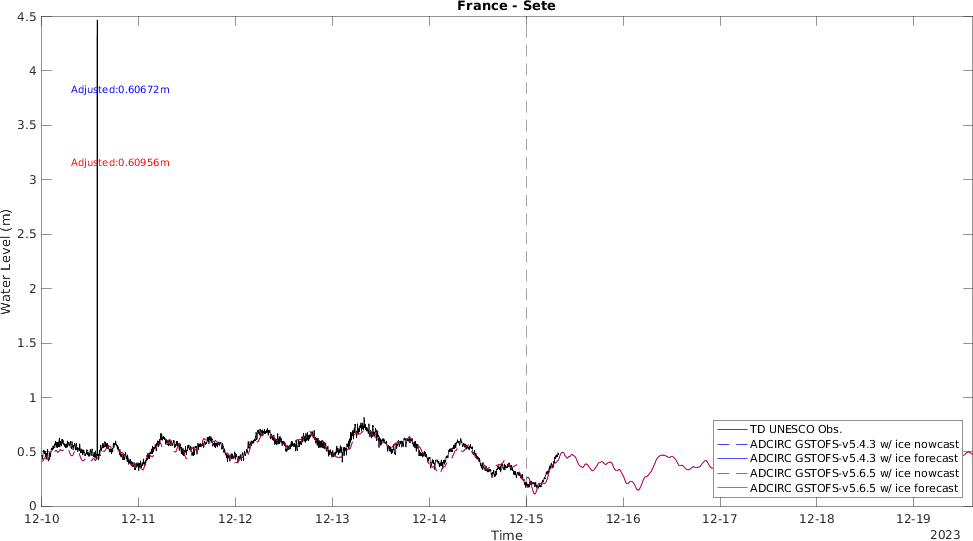 France - Sete
4.5
4
3.5
3
2.5
2
1.5
1
0.5
0
Water Level (m)
Adjusted:0.60672m
Adjusted:0.60956m
TD UNESCO Obs.
ADCIRC GSTOFS-v5.4.3 w/ ice nowcast
ADCIRC GSTOFS-v5.4.3 w/ ice forecast
ADCIRC GSTOFS-v5.6.5 w/ ice nowcast
ADCIRC GSTOFS-v5.6.5 w/ ice forecast
12-10 12-11 12-12 12-13 12-14 12-15 12-16 12-17 12-18 12-19
Time
2023